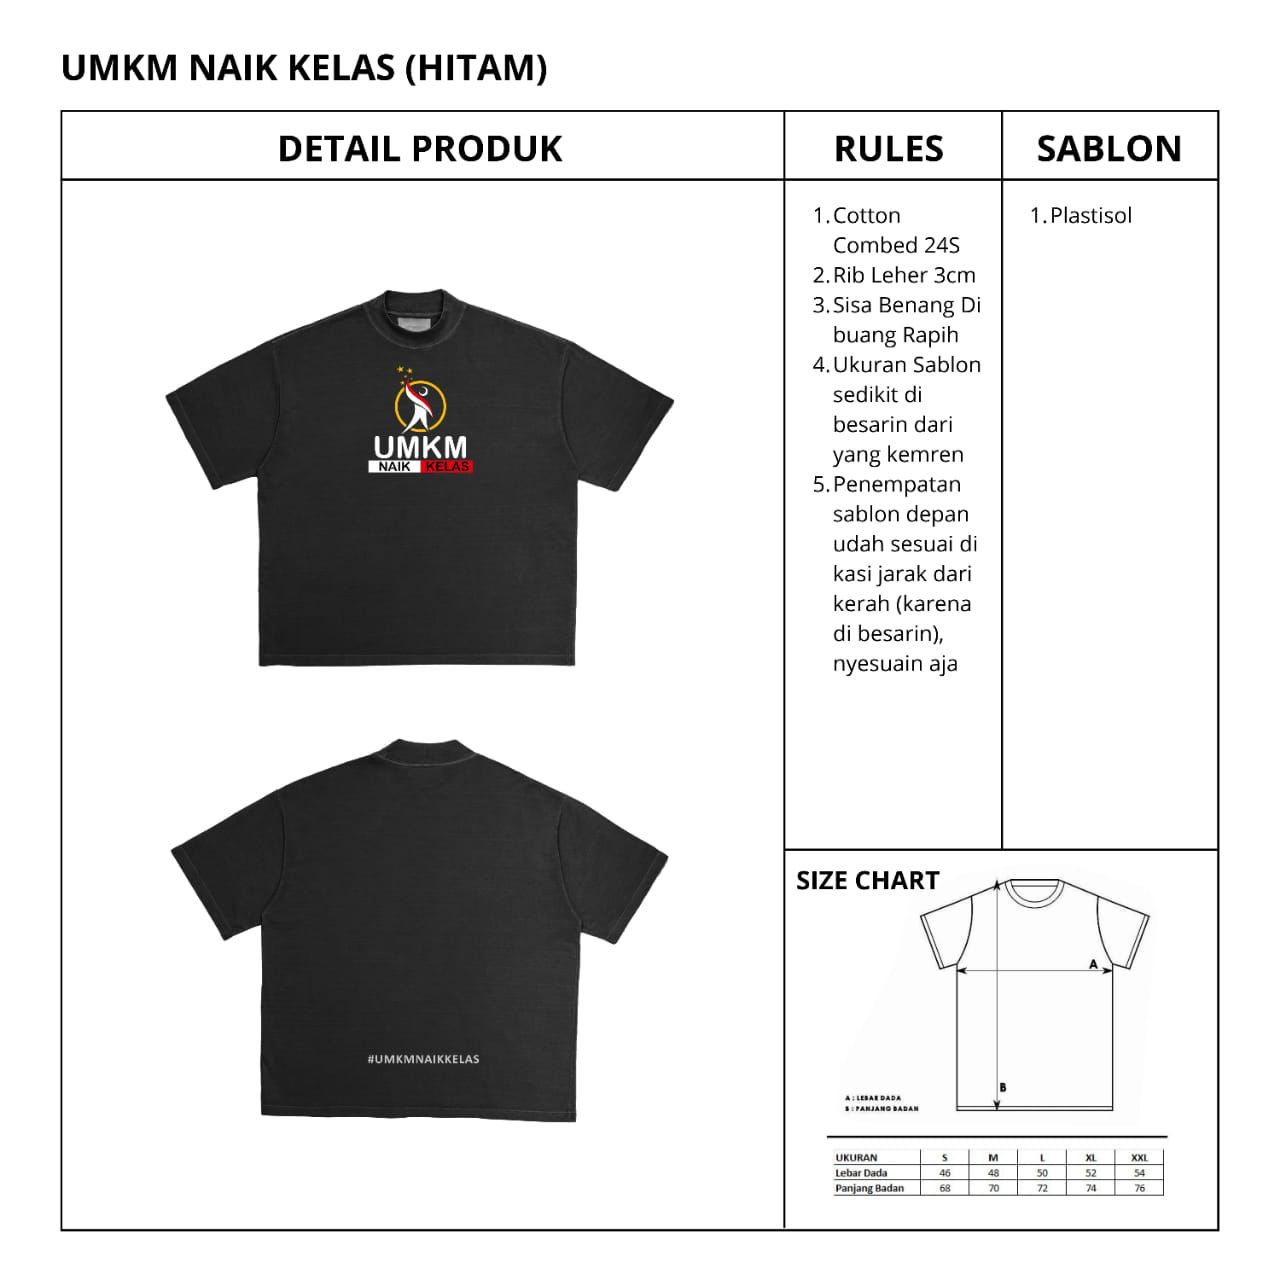 UMKM NAIK KELAS (HITAM)
DETAIL PRODUK
RULES
SABLON
UMKM
NAIK KELAS
#UMKMNAIKKELAS
1. Cotton
Combed 24S
2. Rib Leher 3cm
3. Sisa Benang Di
buang Rapih
4. Ukuran Sablon
sedikit di
besarin dari
yang kemren
5. Penempatan
sablon depan
udah sesuai di
kasi jarak dari
kerah (karena
di besarin),
nyesuain aja
1. Plastisol
SIZE CHART
A
B
A : LEBAR DADA
B : PANJANG BADAN
UKURAN S M L XL XXL
Lebar Dada 46 48 50 52 54
Panjang Badan 68 70 72 74 76